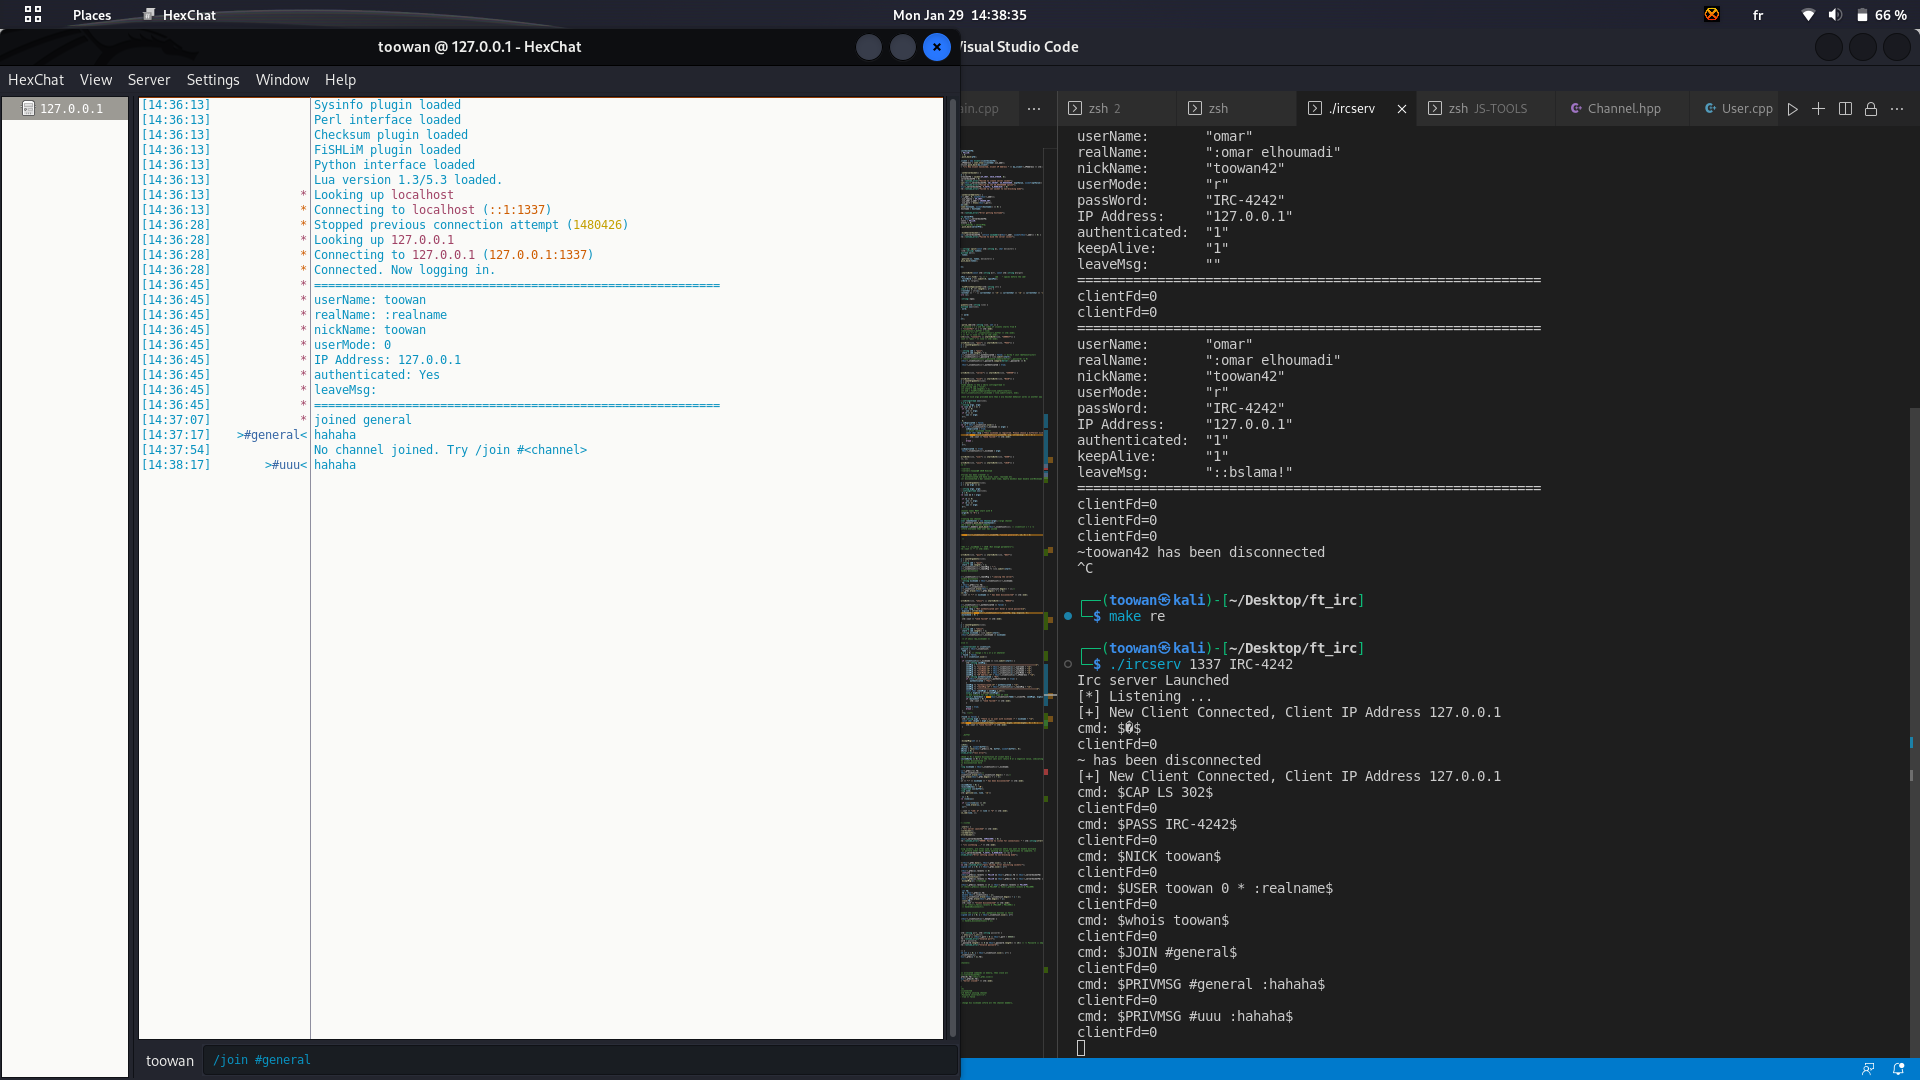 Places
HexChat
Mon Jan 29 14:38:35
fr
66 %
toowan @ 127.0.0.1 - HexChat
HexChat View Server Settings Window Help
127.0.0.1
[14:36:13] Sysinfo plugin loaded
[14:36:13] Perl interface loaded
[14:36:13] Checksum plugin loaded
[14:36:13] FiSHLiM plugin loaded
[14:36:13] Python interface loaded
[14:36:13] Lua version 1.3/5.3 loaded.
[14:36:13] * Looking up localhost
[14:36:13] * Connecting to localhost (::1:1337)
[14:36:28] * Stopped previous connection attempt (1480426)
[14:36:28] * Looking up 127.0.0.1
[14:36:28] * Connecting to 127.0.0.1 (127.0.0.1:1337)
[14:36:28] * Connected. Now logging in.
[14:36:45] * ==========================================================
[14:36:45] * userName: toowan
[14:36:45] * realName: :realname
[14:36:45] * nickName: toowan
[14:36:45] * userMode: 0
[14:36:45] * IP Address: 127.0.0.1
[14:36:45] * authenticated: Yes
[14:36:45] * leaveMsg:
[14:36:45] * ==========================================================
[14:37:07] * joined general
[14:37:17] >#general< hahaha
[14:37:54] No channel joined. Try /join #<channel>
[14:38:17] >#uuu< hahaha
toowan /join #general
Visual Studio Code
ain.cpp ... zsh 2 zsh ./ircserv zsh JS-TOOLS Channel.hpp User.cpp
userName: "omar"
realName: ":omar elhoumadi"
nickName: "toowan42"
userMode: "r"
passWord: "IRC-4242"
IP Address: "127.0.0.1"
authenticated: "1"
keepAlive: "1"
leaveMsg: ""
==========================================================
clientFd=0
clientFd=0
==========================================================
userName: "omar"
realName: ":omar elhoumadi"
nickName: "toowan42"
userMode: "r"
passWord: "IRC-4242"
IP Address: "127.0.0.1"
authenticated: "1"
keepAlive: "1"
leaveMsg: "::bslama!"
==========================================================
clientFd=0
clientFd=0
clientFd=0
~toowan42 has been disconnected
^C
┌──(toowan㉿kali)-[~/Desktop/ft_irc]
└─$ make re
┌──(toowan㉿kali)-[~/Desktop/ft_irc]
└─$ ./ircserv 1337 IRC-4242
Irc server Launched
[*] Listening ...
[+] New Client Connected, Client IP Address 127.0.0.1
cmd: $�$
clientFd=0
~ has been disconnected
[+] New Client Connected, Client IP Address 127.0.0.1
cmd: $CAP LS 302$
clientFd=0
cmd: $PASS IRC-4242$
clientFd=0
cmd: $NICK toowan$
clientFd=0
cmd: $USER toowan 0 * :realname$
clientFd=0
cmd: $whois toowan$
clientFd=0
cmd: $JOIN #general$
clientFd=0
cmd: $PRIVMSG #general :hahaha$
clientFd=0
cmd: $PRIVMSG #uuu :hahaha$
clientFd=0